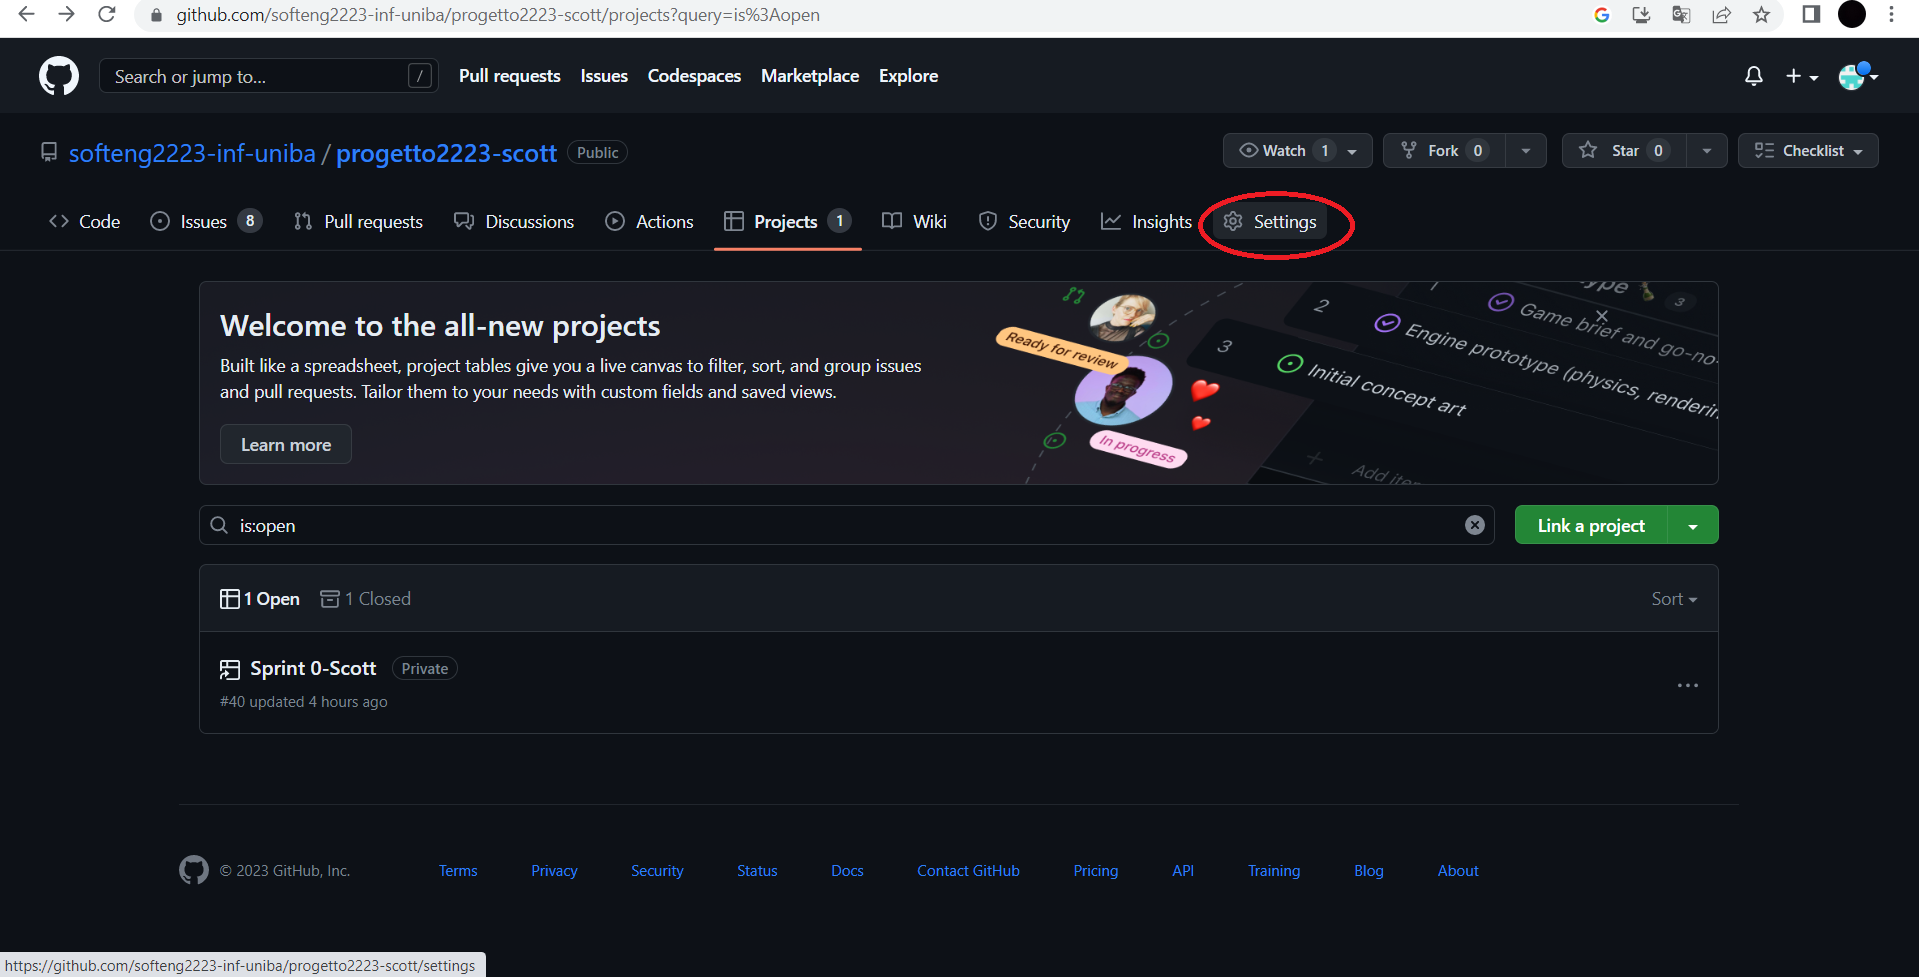 github.com/softeng2223-inf-uniba/progetto2223-scott/projects?query=is%3Aopen
Search or jump to... /
Pull requests Issues Codespaces Marketplace Explore
softeng2223-inf-uniba / progetto2223-scott Public
Watch 1 Fork 0 Star 0 Checklist
Code Issues 8 Pull requests Discussions Actions Projects 1 Wiki Security Insights Settings
Welcome to the all-new projects
Built like a spreadsheet, project tables give you a live canvas to filter, sort, and group issues
and pull requests. Tailor them to your needs with custom fields and saved views.
Learn more
Ready for review
In progress
3
1
2 Game brief and go-no-
Engine prototype (physics,
3 Initial concept art
Add
is:open
Link a project
1 Open 1 Closed Sort
Sprint 0-Scott Private
#40 updated 4 hours ago
© 2023 GitHub, Inc. Terms Privacy Security Status Docs Contact GitHub Pricing API Training Blog About
https://github.com/softeng2223-inf-uniba/progetto2223-scott/settings